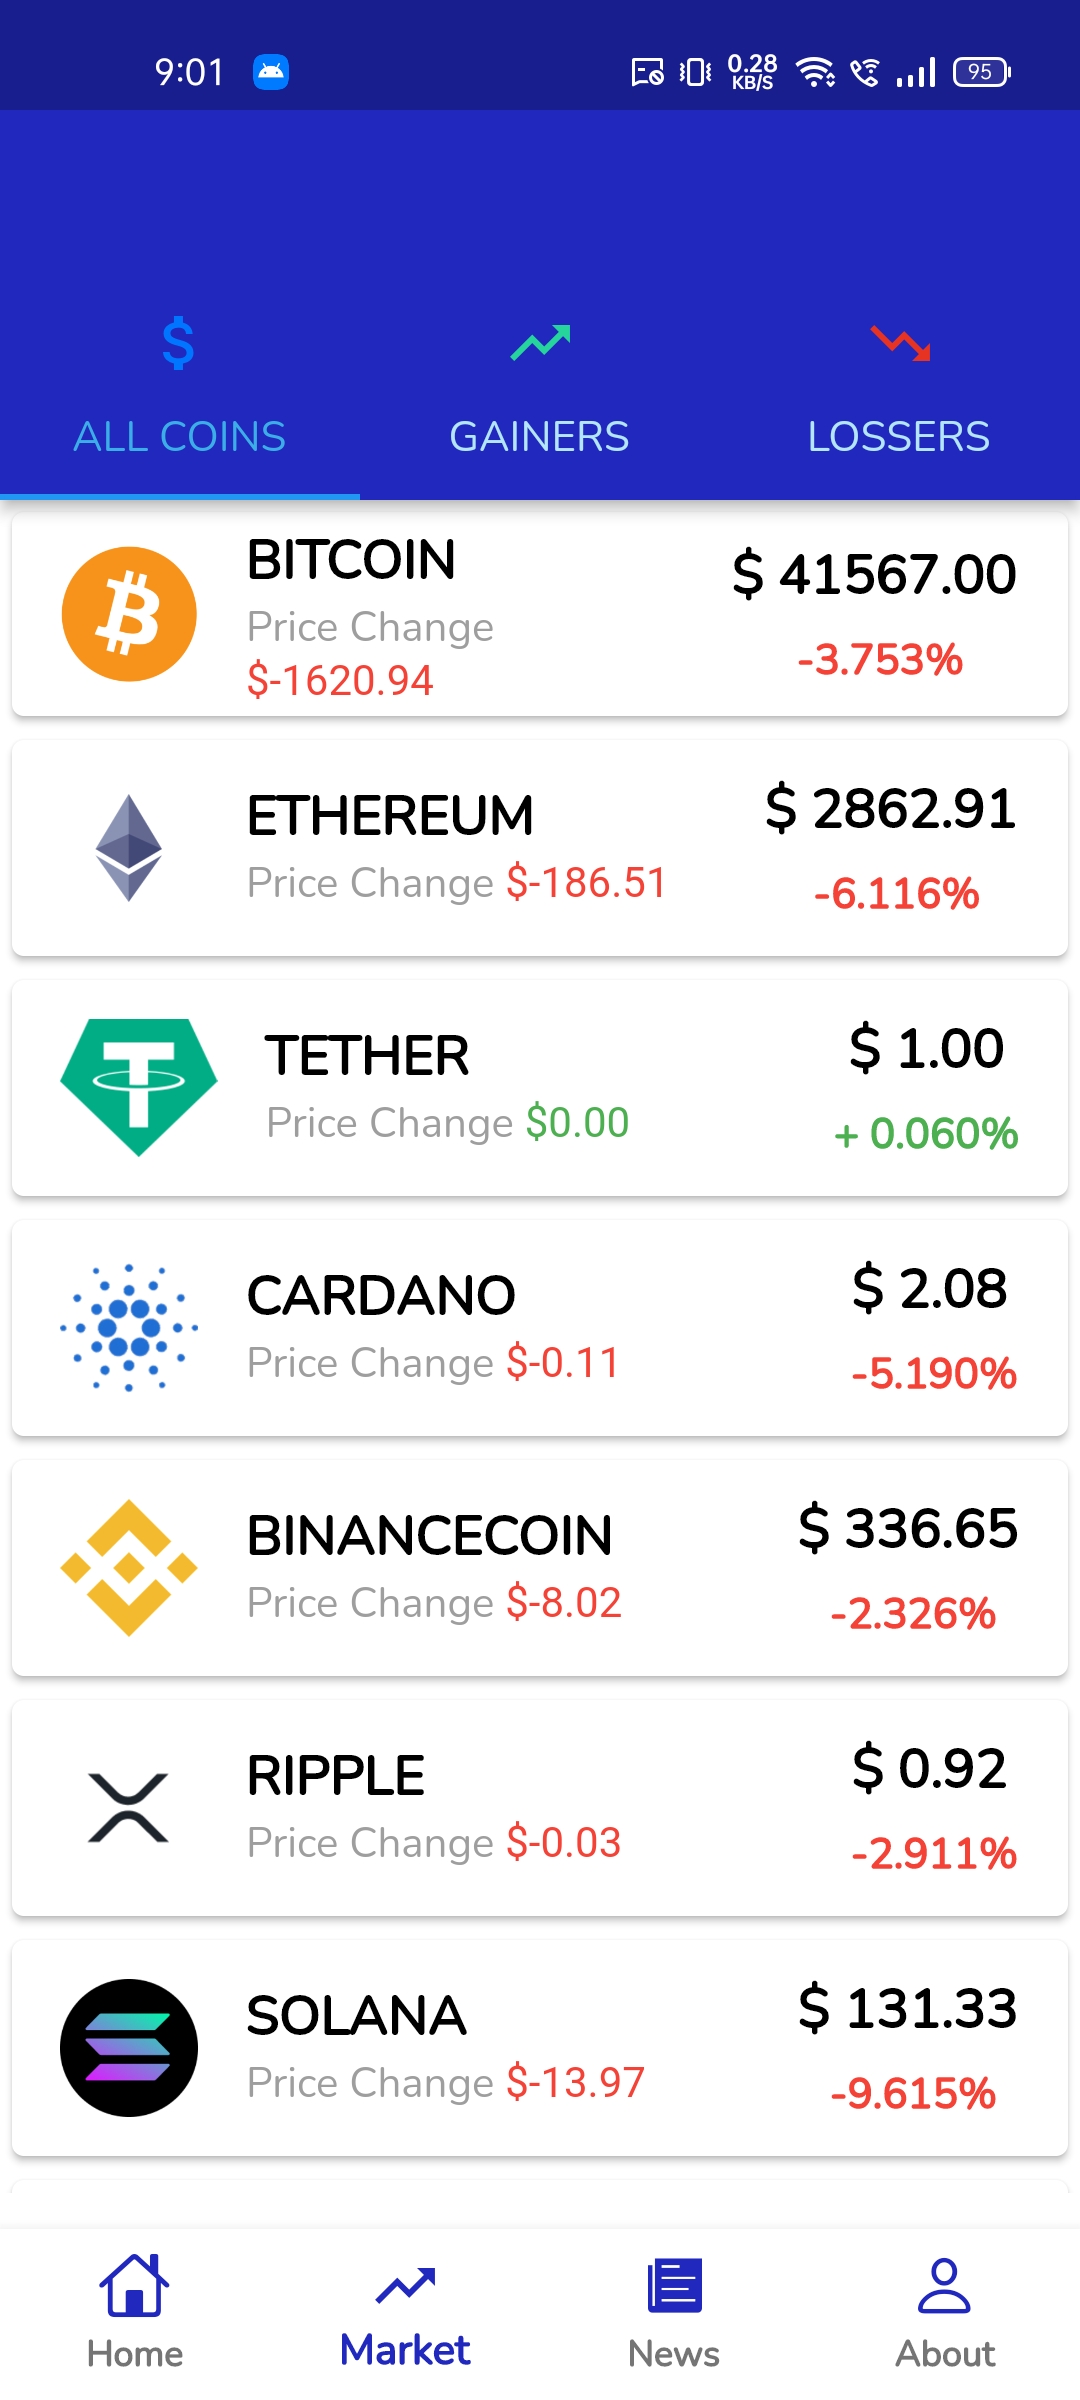 9:01
0.28
KB/S
95
ALL COINS
GAINERS
LOSSERS
BITCOIN
Price Change
$-1620.94
$ 41567.00
-3.753%
ETHEREUM
Price Change $-186.51
$ 2862.91
-6.116%
TETHER
Price Change $0.00
$ 1.00
+ 0.060%
CARDANO
Price Change $-0.11
$ 2.08
-5.190%
BINANCECOIN
Price Change $-8.02
$ 336.65
-2.326%
RIPPLE
Price Change $-0.03
$ 0.92
-2.911%
SOLANA
Price Change $-13.97
$ 131.33
-9.615%
Home
Market
News
About